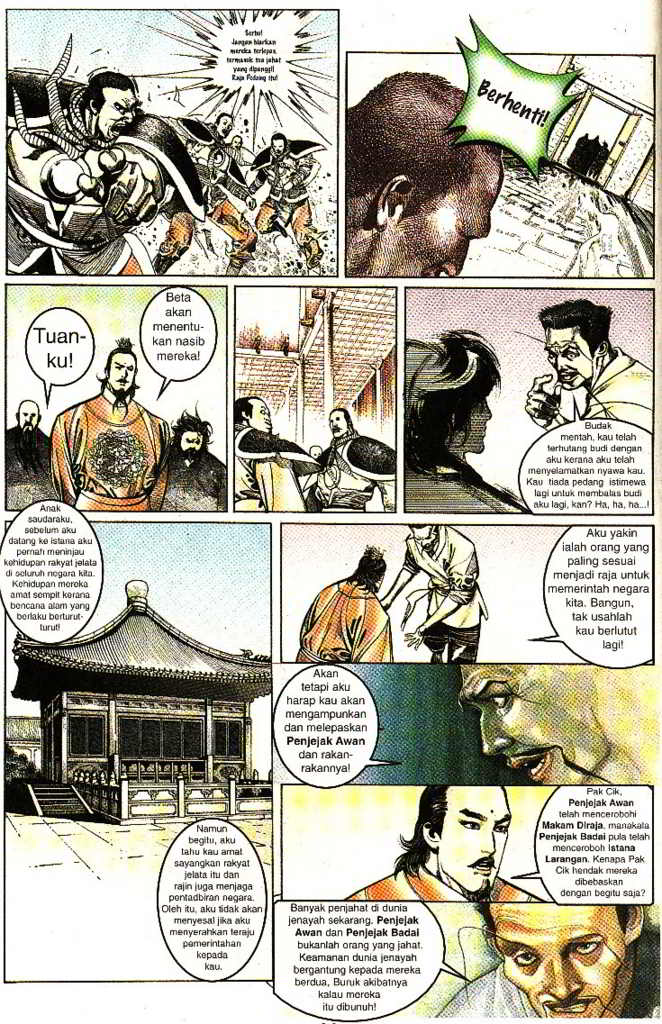 Serbu!
Jangan biarkan
mereka terlepas,
termasuk tua jahat
yang dipanggil
Raja Pedang itu!
Berhenti!
Tuan-
ku!
Beta
akan
menentu-
kan nasib
mereka!
Budak
mentah, kau telah
terhutang budi dengan
aku kerana aku telah
menyelamatkan nyawa kau.
Kau tiada pedang istimewa
lagi untuk membalas budi
aku lagi, kan? Ha, ha, ha...!
Anak
saudaraku,
sebelum aku
datang ke istana aku
pernah meninjau
kehidupan rakyat jelata
di seluruh negara kita.
Kehidupan mereka
amat sempit kerana
bencana alam yang
berlaku berturut-
turut!
Namun
begitu, aku
tahu kau amat
sayangkan rakyat
jelata itu dan
rajin juga menjaga
pentadbiran negara.
Oleh itu, aku tidak akan
menyesal jika aku
menyerahkan teraju
pemerintahan
kepada
kau.
Aku yakin
ialah orang yang
paling sesuai
menjadi raja untuk
memerintah negara
kita. Bangun,
tak usahlah
kau berlutut
lagi!
Akan
tetapi aku
harap kau akan
mengampunkan
dan melepaskan
Penjejak Awan
dan rakan-
rakannya!
Pak Cik,
Penjejak Awan
telah mencerobohi
Makam Diraja, manakala
Penjejak Badai pula telah
menceroboh Istana
Larangan. Kenapa Pak
Cik hendak mereka
dibebaskan
dengan begitu saja?
Banyak penjahat di dunia
jenayah sekarang. Penjejak
Awan dan Penjejak Badai
bukanlah orang yang jahat.
Keamanan dunia jenayah
bergantung kepada mereka
berdua, Buruk akibatnya
kalau mereka
itu dibunuh!